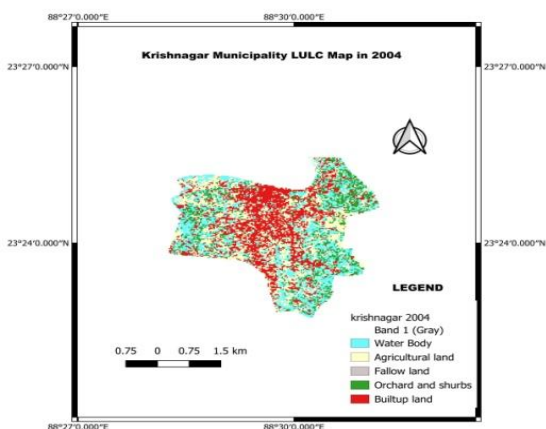 88°27'0.000"E 88°30'0.000"E
Krishnagar Municipality LULC Map in 2004
23°27'0.000"N 23°27'0.000"N
23°24'0.000"N 23°24'0.000"N
LEGEND
krishnagar 2004
Band 1 (Gray)
Water Body
Agricultural land
Fallow land
Orchard and shurbs
Builtup land
0.75 0 0.75 1.5 km
88°27'0.000"E 88°30'0.000"E